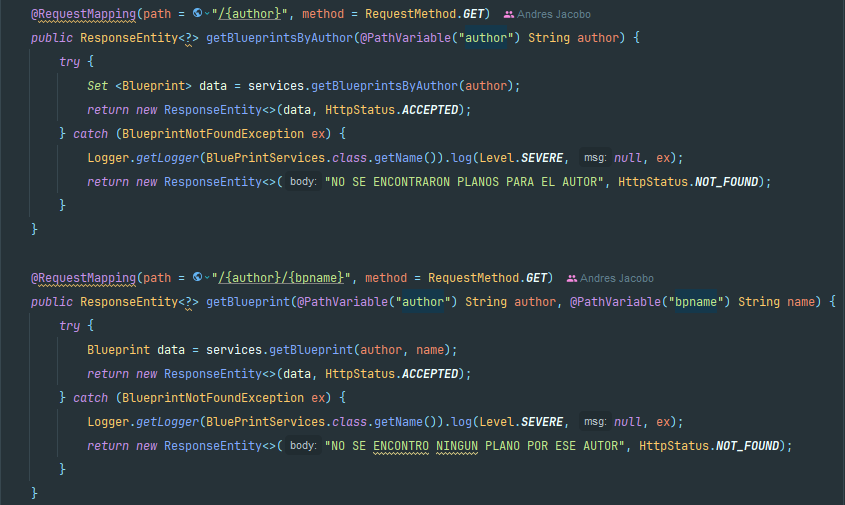 @RequestMapping(path = "/{author}", method = RequestMethod.GET) Andres Jacobo
public ResponseEntity<?> getBlueprintsByAuthor(@PathVariable("author") String author) {
try {
Set <Blueprint> data = services.getBlueprintsByAuthor(author);
return new ResponseEntity<>(data, HttpStatus.ACCEPTED);
} catch (BlueprintNotFoundException ex) {
Logger.getLogger(BluePrintServices.class.getName()).log(Level.SEVERE, msg: null, ex);
return new ResponseEntity<>( body: "NO SE ENCONTRARON PLANOS PARA EL AUTOR", HttpStatus.NOT_FOUND);
}
}
@RequestMapping(path = "/{author}/{bpname}", method = RequestMethod.GET) Andres Jacobo
public ResponseEntity<?> getBlueprint(@PathVariable("author") String author, @PathVariable("bpname") String name) {
try {
Blueprint data = services.getBlueprint(author, name);
return new ResponseEntity<>(data, HttpStatus.ACCEPTED);
} catch (BlueprintNotFoundException ex) {
Logger.getLogger(BluePrintServices.class.getName()).log(Level.SEVERE, msg: null, ex);
return new ResponseEntity<>( body: "NO SE ENCONTRO NINGUN PLANO POR ESE AUTOR", HttpStatus.NOT_FOUND);
}
}